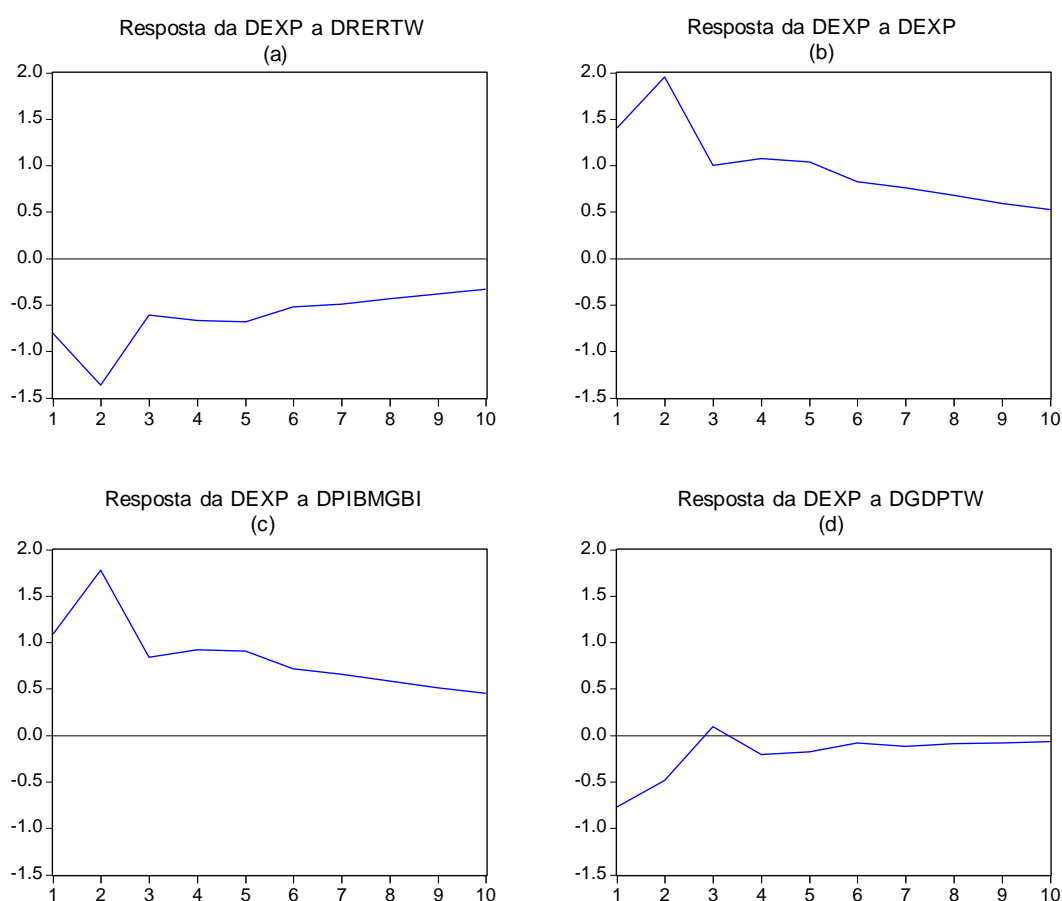 Resposta da DEXP a DRERTW
(a)
2.0
1.5
1.0
0.5
0.0
-0.5
-1.0
-1.5
1 2 3 4 5 6 7 8 9 10
Resposta da DEXP a DEXP
(b)
2.0
1.5
1.0
0.5
0.0
-0.5
-1.0
-1.5
1 2 3 4 5 6 7 8 9 10
Resposta da DEXP a DPIBMGBI
(c)
2.0
1.5
1.0
0.5
0.0
-0.5
-1.0
-1.5
1 2 3 4 5 6 7 8 9 10
Resposta da DEXP a DGDPTW
(d)
2.0
1.5
1.0
0.5
0.0
-0.5
-1.0
-1.5
1 2 3 4 5 6 7 8 9 10